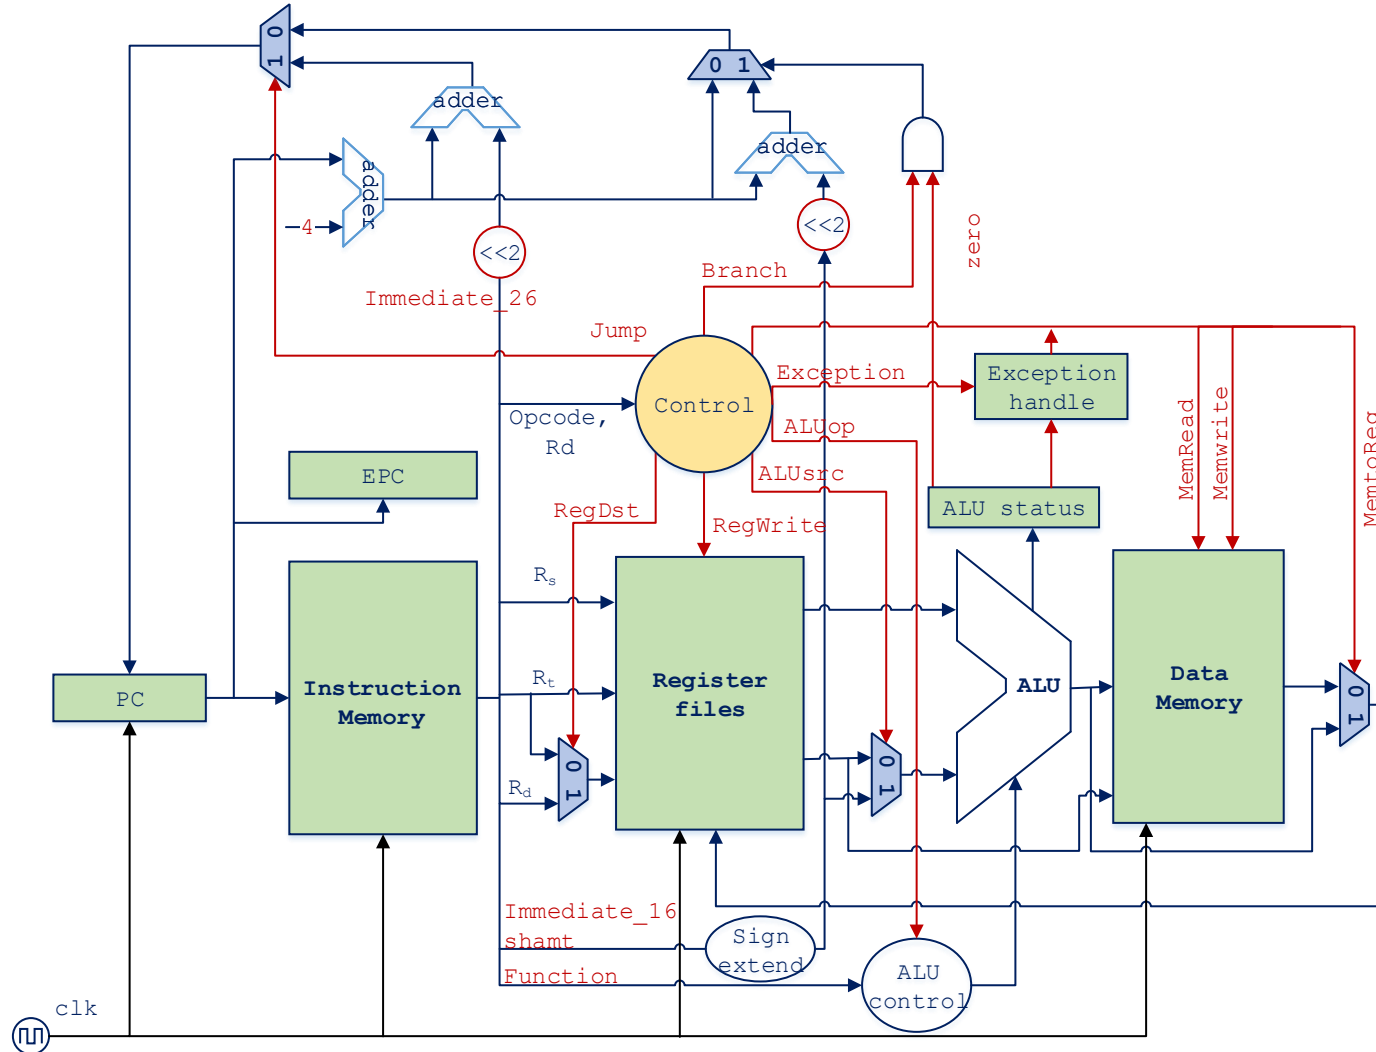 0 1
0 1
adder
adder
adder
4
<<2
<<2
zero
Immediate_26
Branch
Jump
Exception
Exception
handle
Control
Opcode,
Rd
ALUop
MemRead
Memwrite
MemtoReg
EPC
ALUsrc
RegDst
RegWrite
ALU status
Rs
Rt
Rd
PC
Instruction
Memory
Register
files
0 1
0 1
ALU
Data
Memory
0 1
Immediate_16
shamt
Sign
extend
Function
ALU
control
clk